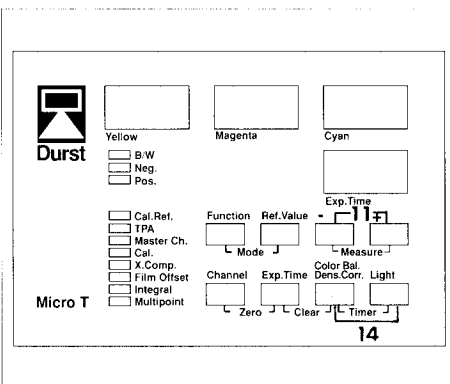 Durst
Yellow
Magenta
Cyan
B/W
Neg.
Pos.
Exp.Time
Cal.Ref.
TPA
Master Ch.
Cal.
X.Comp.
Film Offset
Integral
Multipoint
Function Ref.Value - 11 +
Mode Measure
Channel Exp.Time Color Bal. Dens.Corr. Light
Zero Clear Timer
Micro T
14